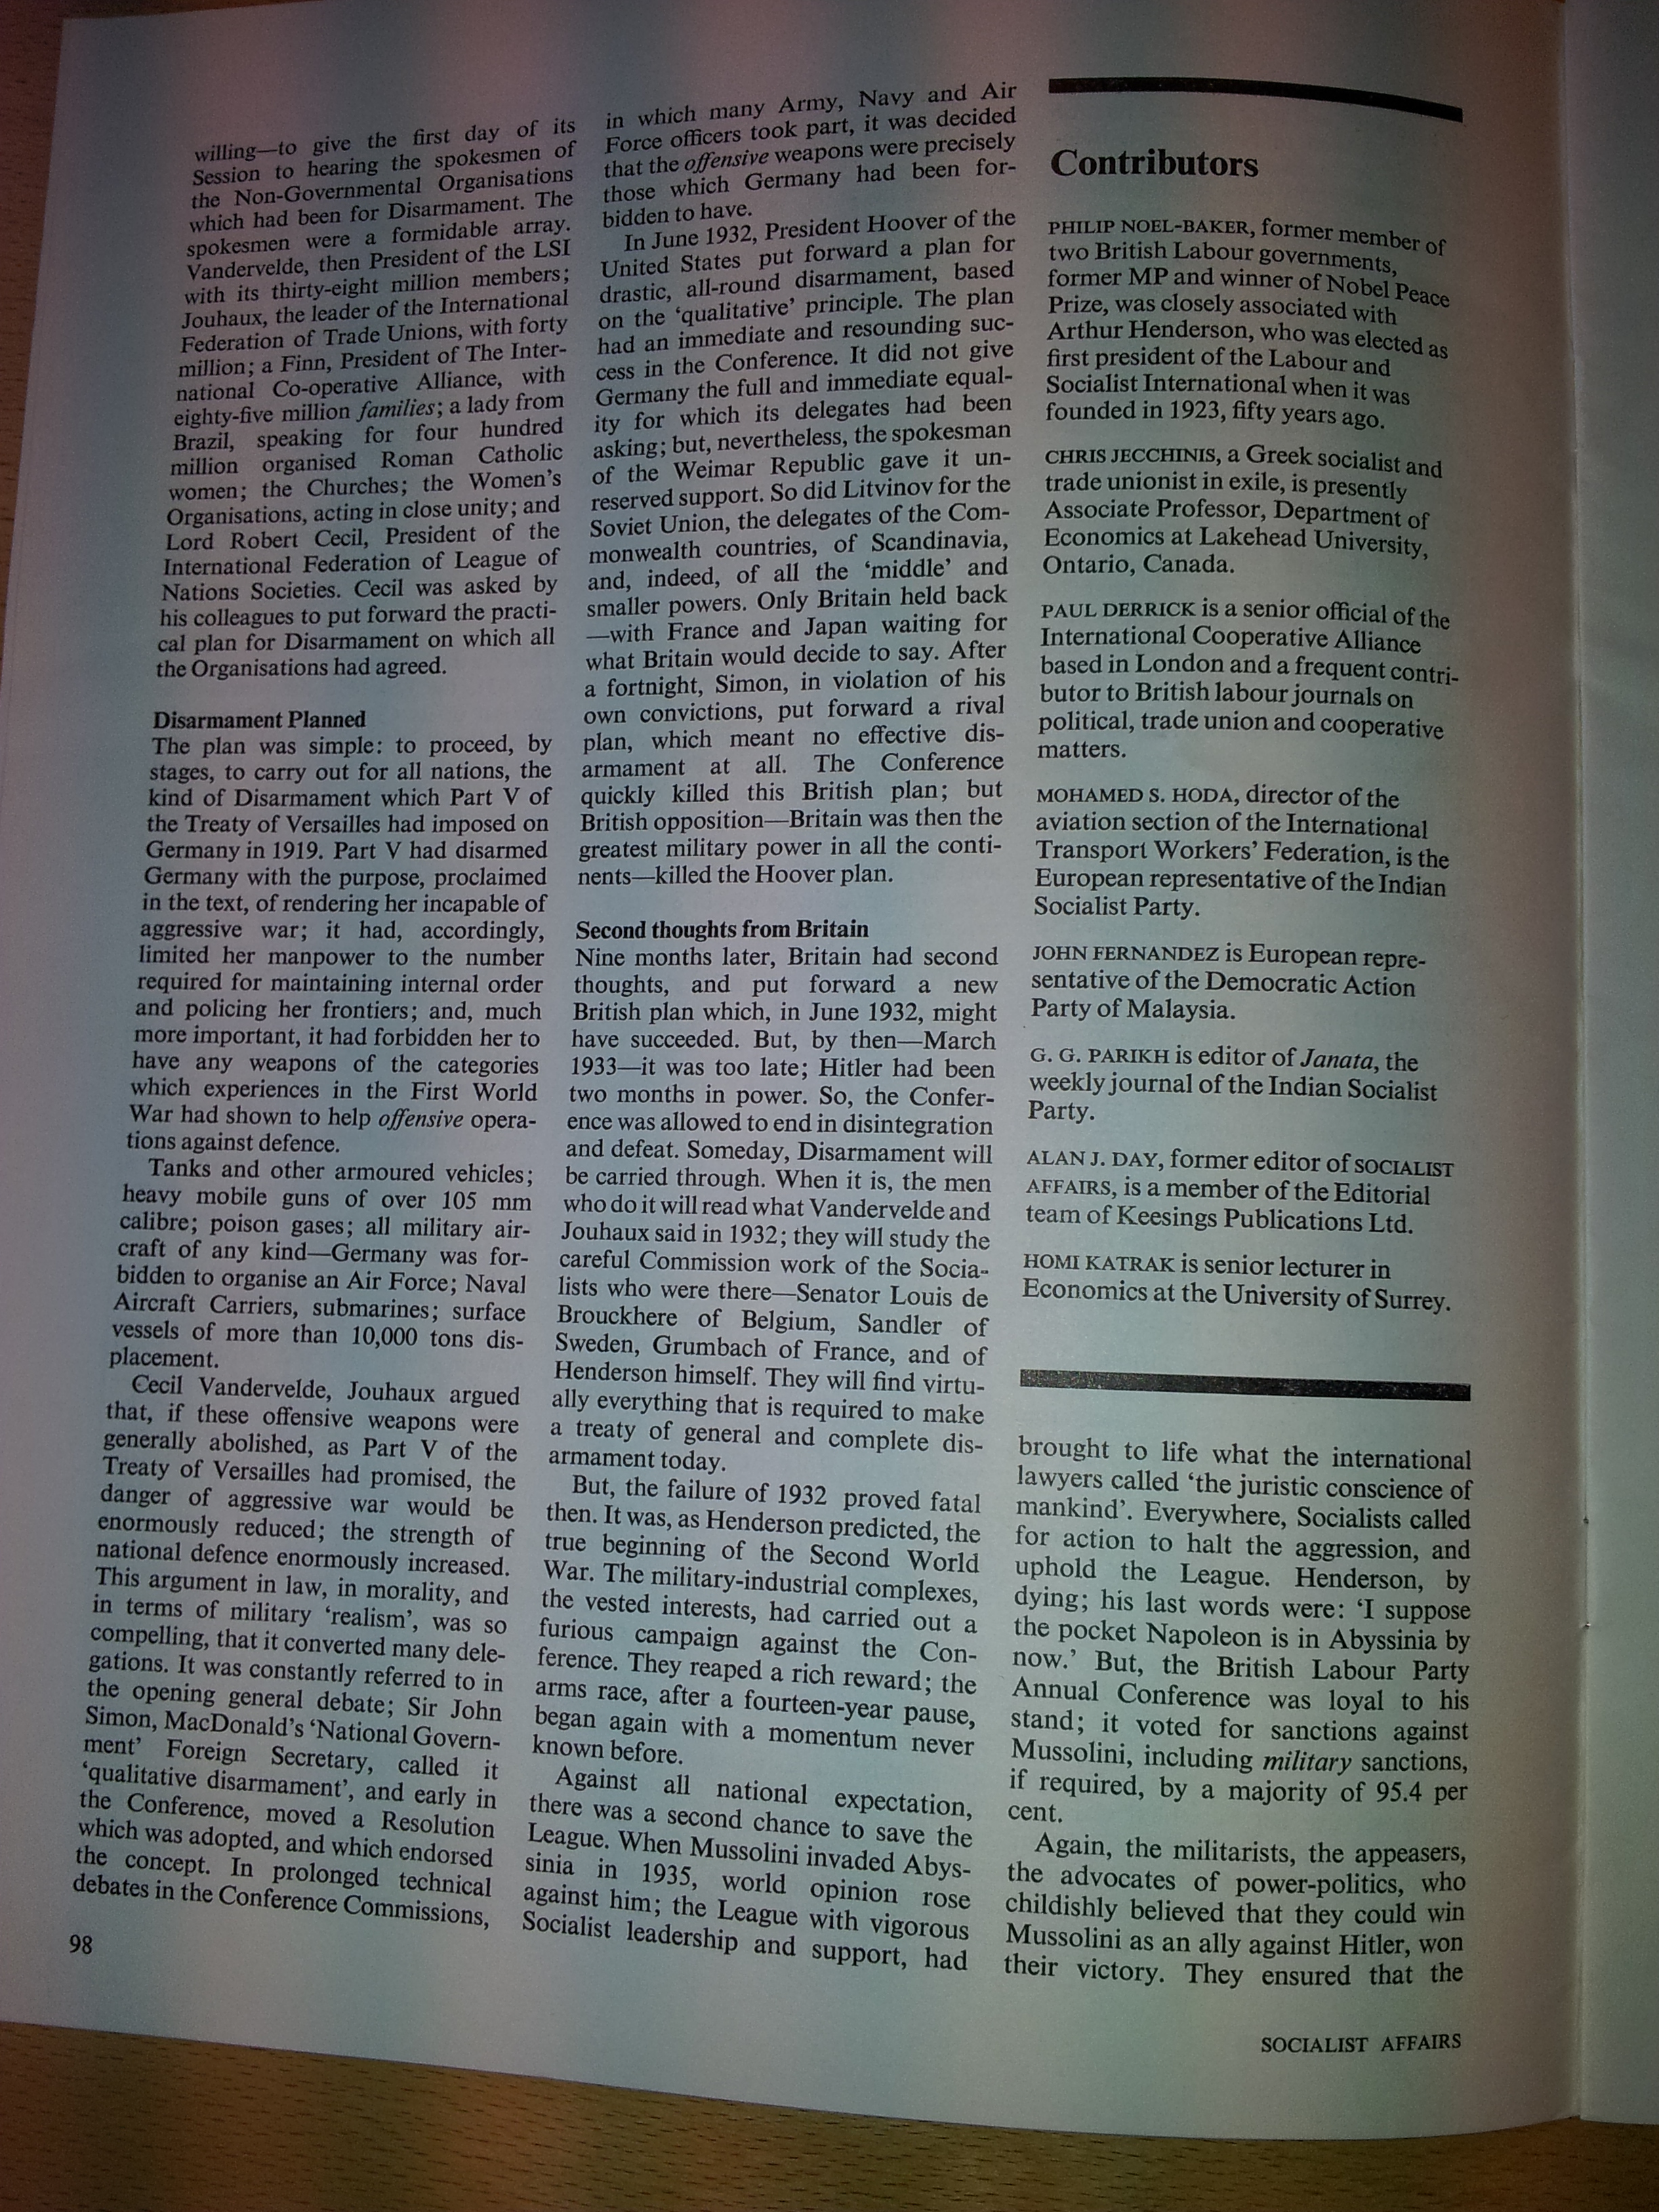 willing—to give the first day of its
Session to hearing the spokesmen of
the Non-Governmental Organisations
which had been for Disarmament. The
spokesmen were a formidable array.
Vandervelde, then President of the LSI
with its thirty-eight million members;
Jouhaux, the leader of the International
Federation of Trade Unions, with forty
million; a Finn, President of The Inter-
national Co-operative Alliance, with
eighty-five million families; a lady from
Brazil, speaking for four hundred
million organised Roman Catholic
women; the Churches; the Women's
Organisations, acting in close unity; and
Lord Robert Cecil, President of the
International Federation of League of
Nations Societies. Cecil was asked by
his colleagues to put forward the practi-
cal plan for Disarmament on which all
the Organisations had agreed.
Disarmament Planned
The plan was simple: to proceed, by
stages, to carry out for all nations, the
kind of Disarmament which Part V of
the Treaty of Versailles had imposed on
Germany in 1919. Part V had disarmed
Germany with the purpose, proclaimed
in the text, of rendering her incapable of
aggressive war; it had, accordingly,
limited her manpower to the number
required for maintaining internal order
and policing her frontiers; and, much
more important, it had forbidden her to
have any weapons of the categories
which experiences in the First World
War had shown to help offensive opera-
tions against defence.
Tanks and other armoured vehicles;
heavy mobile guns of over 105 mm
calibre; poison gases; all military air-
craft of any kind—Germany was for-
bidden to organise an Air Force; Naval
Aircraft Carriers, submarines; surface
vessels of more than 10,000 tons dis-
placement.
Cecil Vandervelde, Jouhaux argued
that, if these offensive weapons were
generally abolished, as Part V of the
Treaty of Versailles had promised, the
danger of aggressive war would be
enormously reduced; the strength of
national defence enormously increased.
This argument in law, in morality, and
in terms of military 'realism', was so
compelling, that it converted many dele-
gations. It was constantly referred to in
the opening general debate; Sir John
Simon, MacDonald's 'National Govern-
ment' Foreign Secretary, called it
'qualitative disarmament', and early in
the Conference, moved a Resolution
which was adopted, and which endorsed
the concept. In prolonged technical
debates in the Conference Commissions,
98
in which many Army, Navy and Air
Force officers took part, it was decided
that the offensive weapons were precisely
those which Germany had been for-
bidden to have.
In June 1932, President Hoover of the
United States put forward a plan for
drastic, all-round disarmament, based
on the 'qualitative' principle. The plan
had an immediate and resounding suc-
cess in the Conference. It did not give
Germany the full and immediate equal-
ity for which its delegates had been
asking; but, nevertheless, the spokesman
of the Weimar Republic gave it un-
reserved support. So did Litvinov for the
Soviet Union, the delegates of the Com-
monwealth countries, of Scandinavia,
and, indeed, of all the 'middle' and
smaller powers. Only Britain held back
—with France and Japan waiting for
what Britain would decide to say. After
a fortnight, Simon, in violation of his
own convictions, put forward a rival
plan, which meant no effective dis-
armament at all. The Conference
quickly killed this British plan; but
British opposition—Britain was then the
greatest military power in all the conti-
nents—killed the Hoover plan.
Second thoughts from Britain
Nine months later, Britain had second
thoughts, and put forward a new
British plan which, in June 1932, might
have succeeded. But, by then—March
1933—it was too late; Hitler had been
two months in power. So, the Confer-
ence was allowed to end in disintegration
and defeat. Someday, Disarmament will
be carried through. When it is, the men
who do it will read what Vandervelde and
Jouhaux said in 1932; they will study the
careful Commission work of the Socia-
lists who were there—Senator Louis de
Brouckhere of Belgium, Sandler of
Sweden, Grumbach of France, and of
Henderson himself. They will find virtu-
ally everything that is required to make
a treaty of general and complete dis-
armament today.
But, the failure of 1932 proved fatal
then. It was, as Henderson predicted, the
true beginning of the Second World
War. The military-industrial complexes,
the vested interests, had carried out a
furious campaign against the Con-
ference. They reaped a rich reward; the
arms race, after a fourteen-year pause,
began again with a momentum never
known before.
Against all national expectation,
there was a second chance to save the
League. When Mussolini invaded Abys-
sinia in 1935, world opinion rose
against him; the League with vigorous
Socialist leadership and support, had
Contributors
PHILIP NOEL-BAKER, former member of
two British Labour governments,
former MP and winner of Nobel Peace
Prize, was closely associated with
Arthur Henderson, who was elected as
first president of the Labour and
Socialist International when it was
founded in 1923, fifty years ago.
CHRIS JECCHINIS, a Greek socialist and
trade unionist in exile, is presently
Associate Professor, Department of
Economics at Lakehead University,
Ontario, Canada.
PAUL DERRICK is a senior official of the
International Cooperative Alliance
based in London and a frequent contri-
butor to British labour journals on
political, trade union and cooperative
matters.
MOHAMED S. HODA, director of the
aviation section of the International
Transport Workers' Federation, is the
European representative of the Indian
Socialist Party.
JOHN FERNANDEZ is European repre-
sentative of the Democratic Action
Party of Malaysia.
G. G. PARIKH is editor of Janata, the
weekly journal of the Indian Socialist
Party.
ALAN J. DAY, former editor of SOCIALIST
AFFAIRS, is a member of the Editorial
team of Keesings Publications Ltd.
HOMI KATRAK is senior lecturer in
Economics at the University of Surrey.
brought to life what the international
lawyers called 'the juristic conscience of
mankind'. Everywhere, Socialists called
for action to halt the aggression, and
uphold the League. Henderson, by
dying; his last words were: 'I suppose
the pocket Napoleon is in Abyssinia by
now.' But, the British Labour Party
Annual Conference was loyal to his
stand; it voted for sanctions against
Mussolini, including military sanctions,
if required, by a majority of 95.4 per
cent.
Again, the militarists, the appeasers,
the advocates of power-politics, who
childishly believed that they could win
Mussolini as an ally against Hitler, won
their victory. They ensured that the
SOCIALIST AFFAIRS